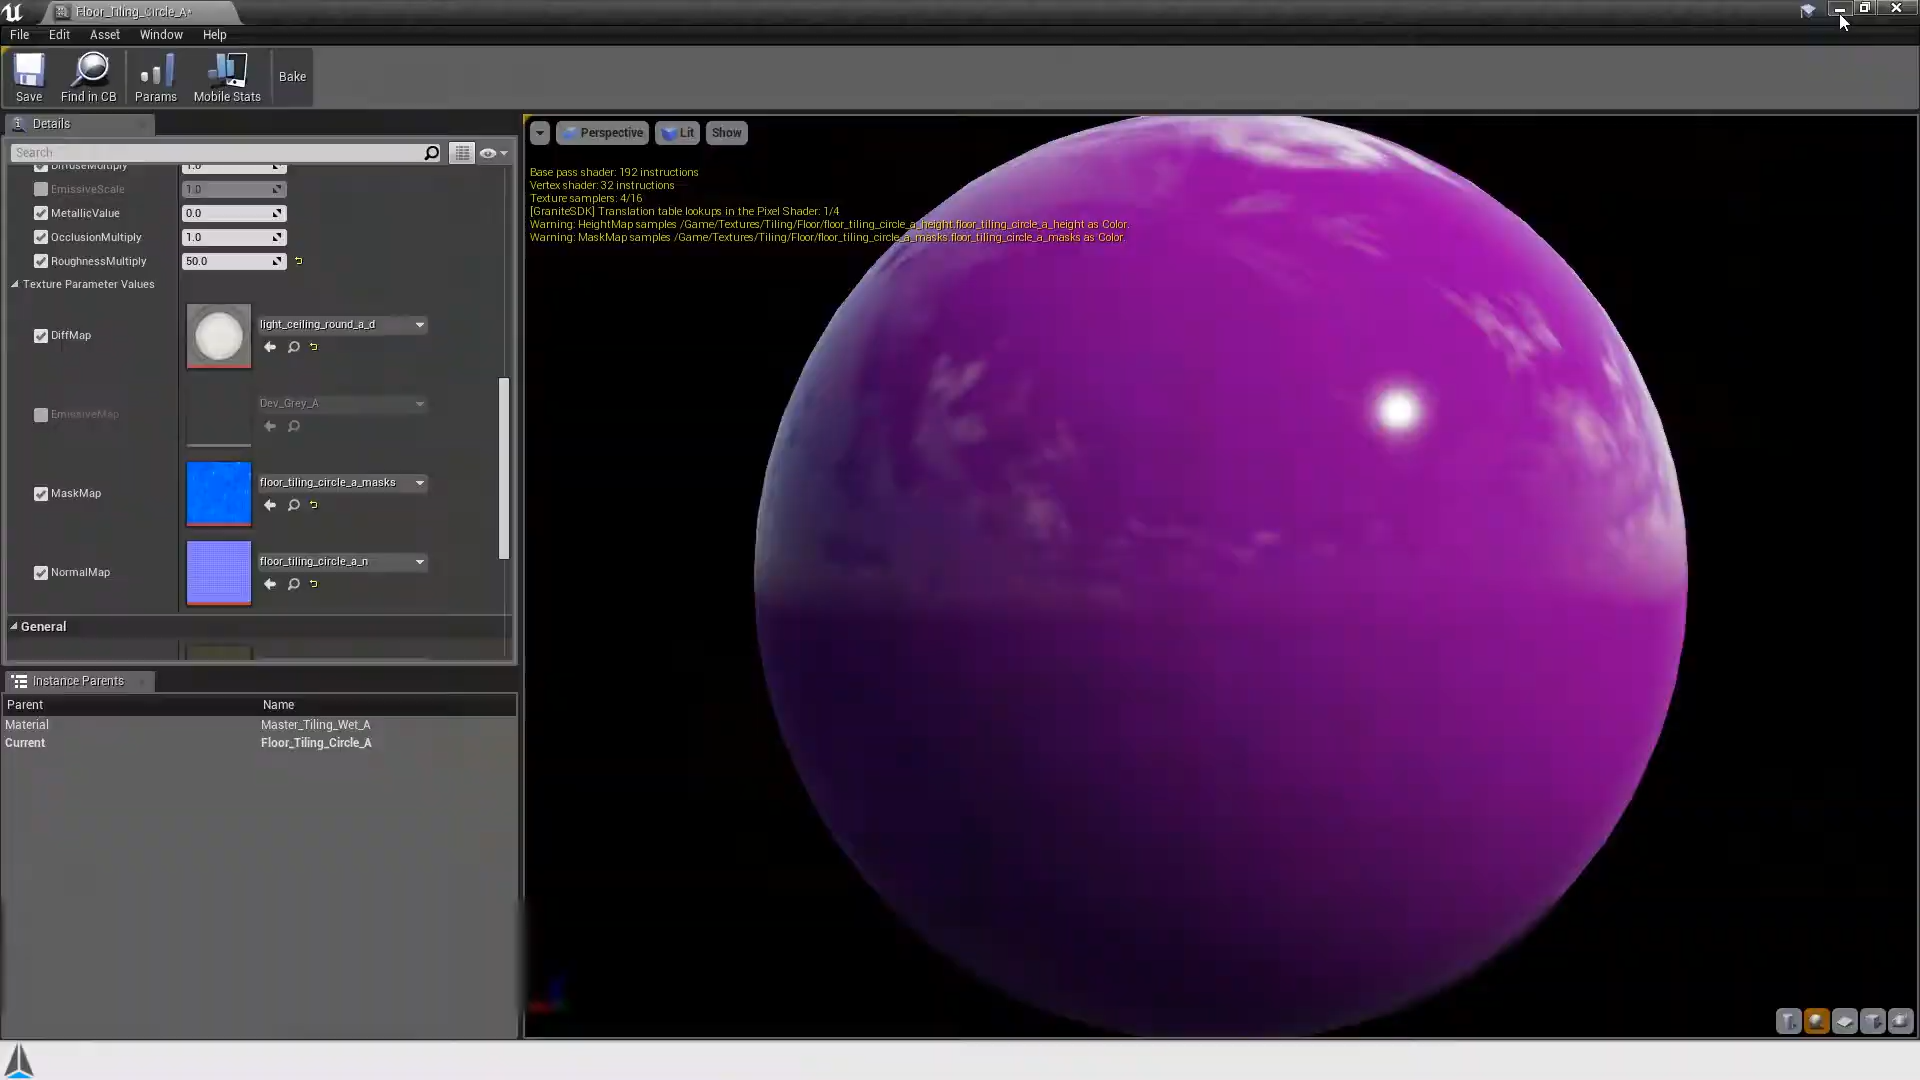 Floor_Tiling_Circle_A*
File Edit Asset Window Help
Save Find in CB Params Mobile Stats Bake
Details
Search
DiffuseMultiply 1.0
EmissiveScale 1.0
MetallicValue 0.0
OcclusionMultiply 1.0
RoughnessMultiply 50.0
Texture Parameter Values
DiffMap light_ceiling_round_a_d
EmissiveMap Dev_Grey_A
MaskMap floor_tiling_circle_a_masks
NormalMap floor_tiling_circle_a_n
General
Instance Parents
Parent Name
Material Master_Tiling_Wet_A
Current Floor_Tiling_Circle_A
Perspective Lit Show
Base pass shader: 192 instructions
Vertex shader: 32 instructions
Texture samplers: 4/16
[GraniteSDK] Translation table lookups in the Pixel Shader: 1/4
Warning: HeightMap samples /Game/Textures/Tiling/Floor/floor_tiling_circle_a_height.floor_tiling_circle_a_height as Color.
Warning: MaskMap samples /Game/Textures/Tiling/Floor/floor_tiling_circle_a_masks.floor_tiling_circle_a_masks as Color.